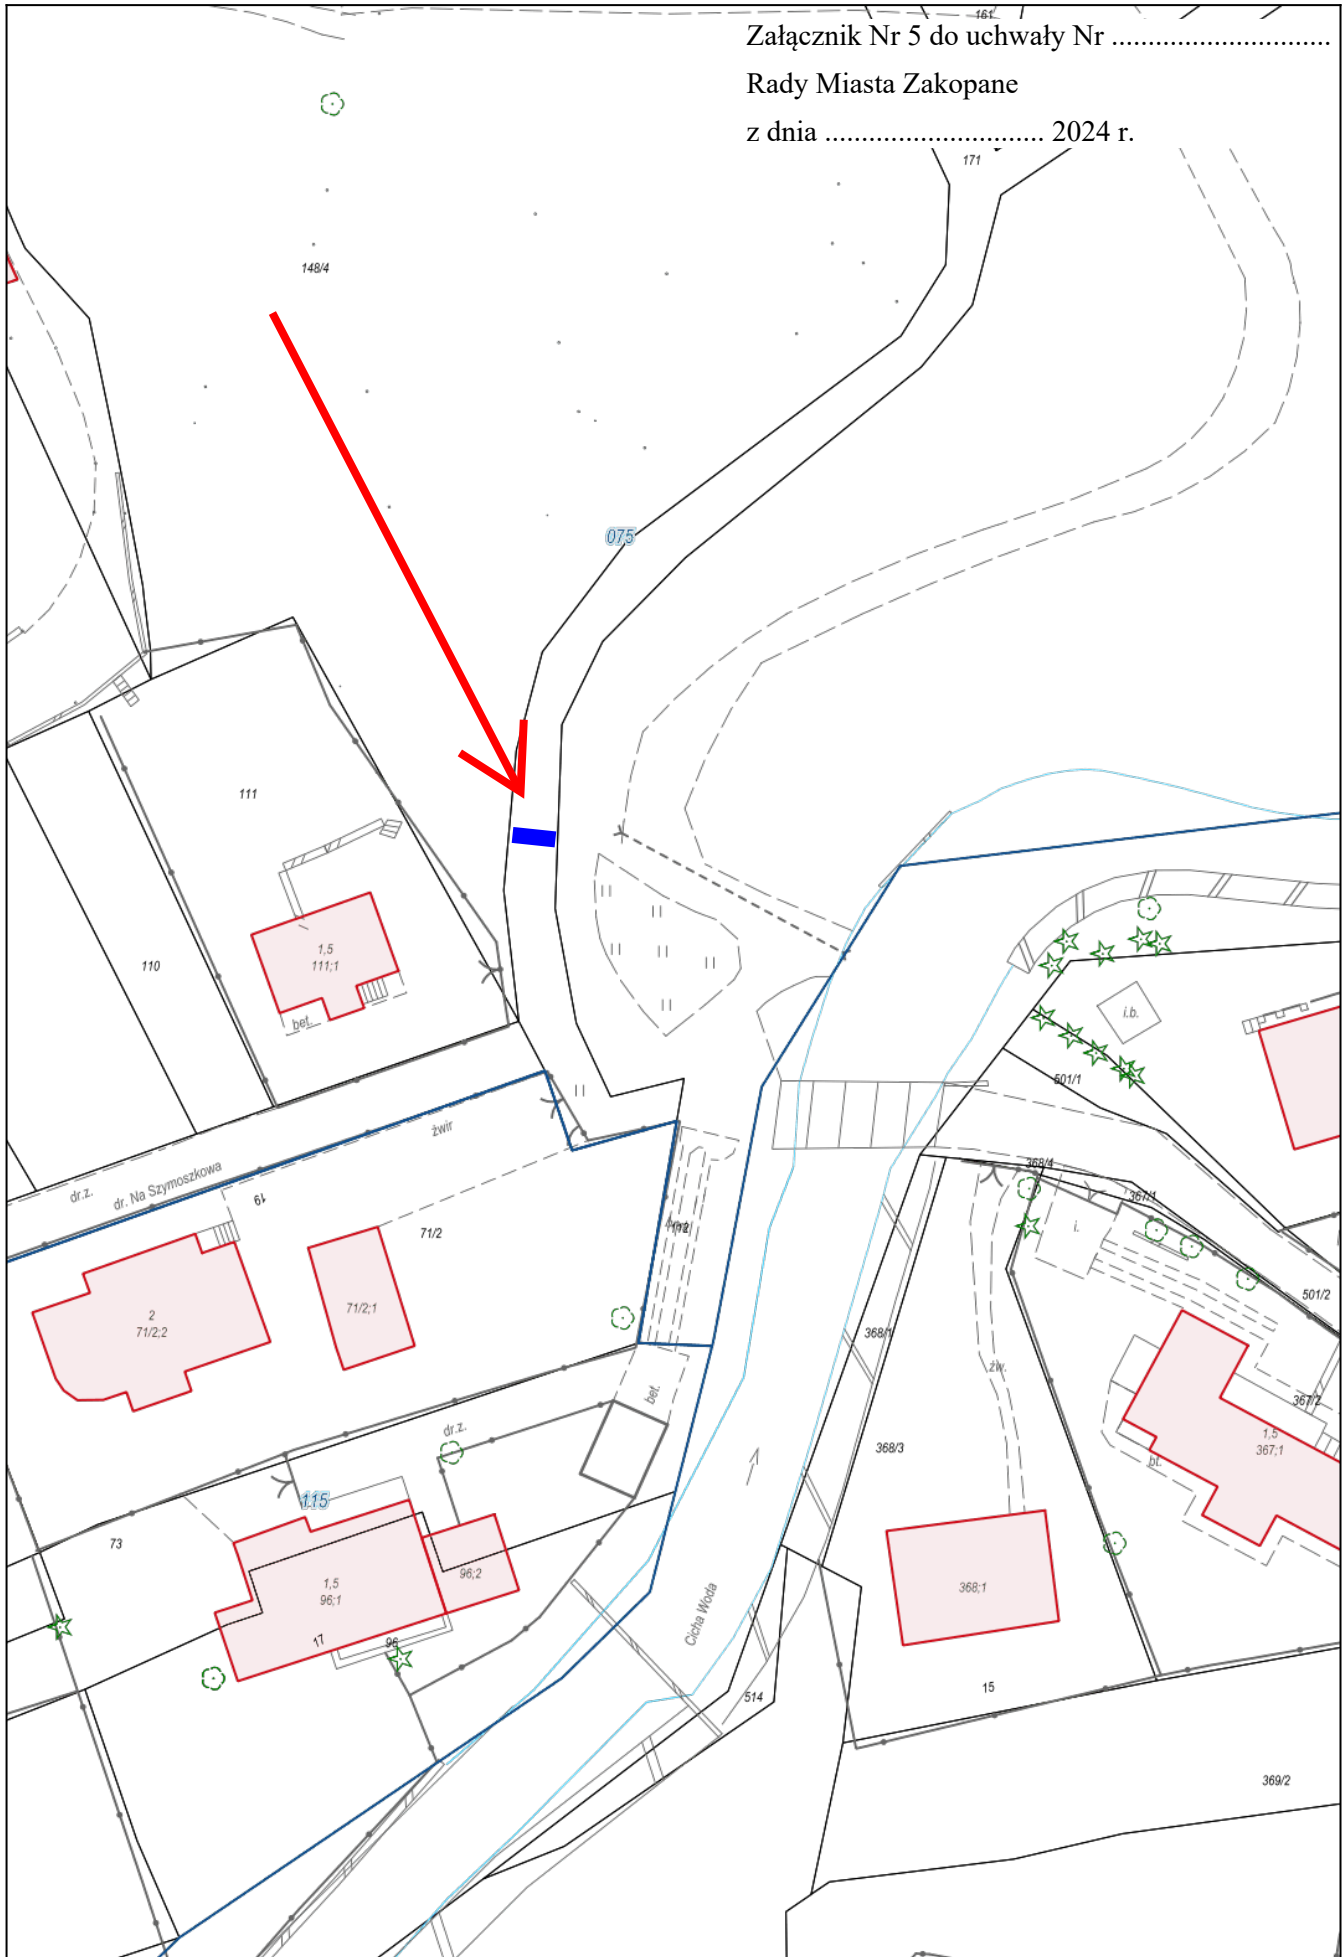 161
Załącznik Nr 5 do uchwały Nr ..............................
Rady Miasta Zakopane
z dnia .............................. 2024 r.
171
148/4
075
111
1,5
111;1
110
bet.
i.b.
501/1
żwir
dr.z.
dr. Na Szymoszkowa
19
71/2
368/4
367/1
i.
501/2
2
71/2;2
71/2;1
368/1
żw.
bet.
367/2
dr.z.
368/3
1,5
367;1
bt.
115
73
1,5
96;1
96;2
368;1
Cicha Woda
17
96
514
15
369/2